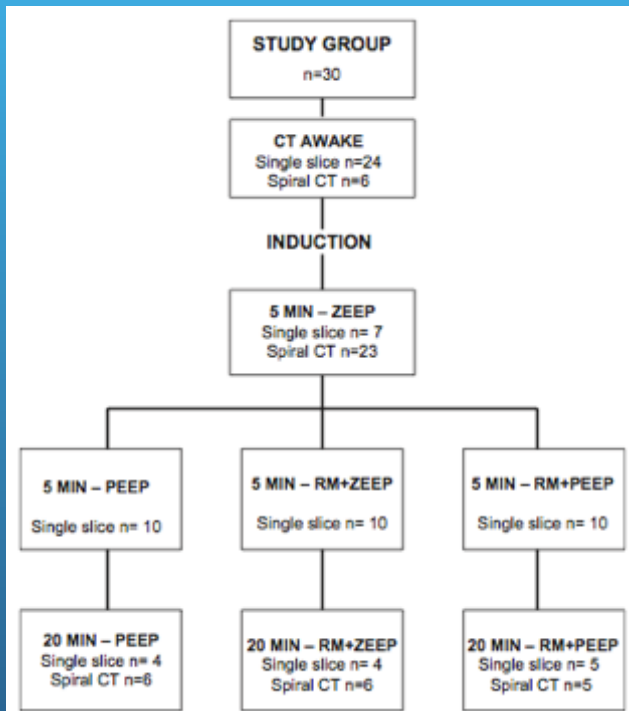 STUDY GROUP
n=30
CT AWAKE
Single slice n=24
Spiral CT n=6
INDUCTION
5 MIN – ZEEP
Single slice n= 7
Spiral CT n=23
5 MIN – PEEP
Single slice n= 10
5 MIN – RM+ZEEP
Single slice n= 10
5 MIN – RM+PEEP
Single slice n= 10
20 MIN – PEEP
Single slice n= 4
Spiral CT n=6
20 MIN – RM+ZEEP
Single slice n= 4
Spiral CT n=6
20 MIN – RM+PEEP
Single slice n= 5
Spiral CT n=5